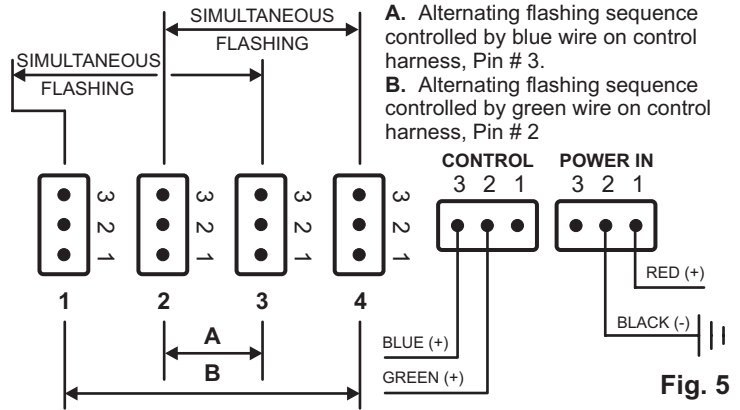 SIMULTANEOUS
FLASHING
SIMULTANEOUS
FLASHING
A. Alternating flashing sequence
controlled by blue wire on control
harness, Pin # 3.
B. Alternating flashing sequence
controlled by green wire on control
harness, Pin # 2
CONTROL
3 2 1
POWER IN
3 2 1
3
2
1
3
2
1
3
2
1
3
2
1
1
2
3
4
A
B
BLUE (+)
GREEN (+)
RED (+)
BLACK (-)
Fig. 5